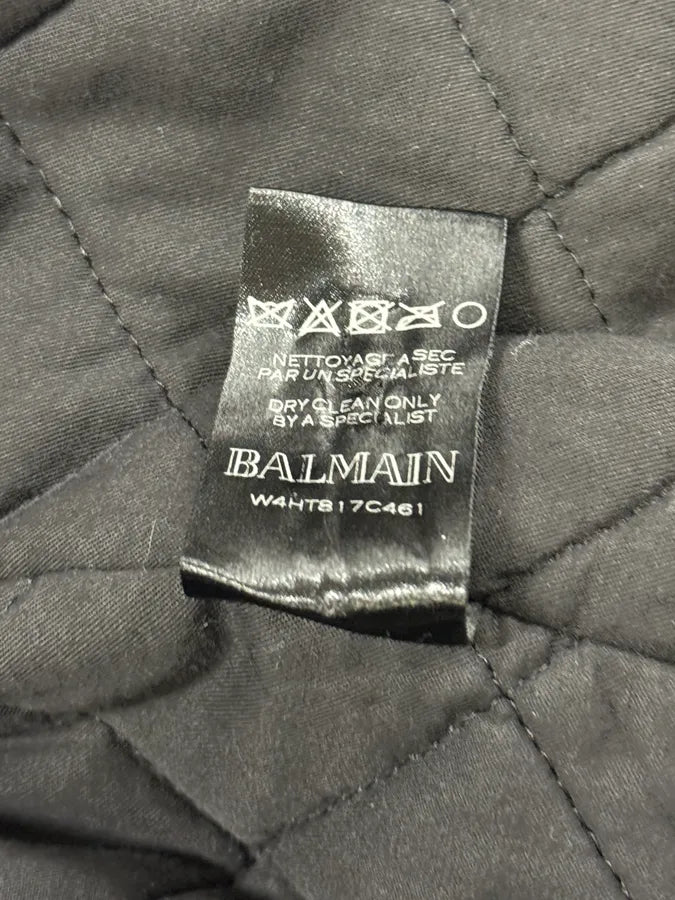 NETTOYAGE A SEC
PAR UN SPECIALISTE
DRY CLEAN ONLY
BY A SPECIALIST
BALMAIN
W4HT817C461